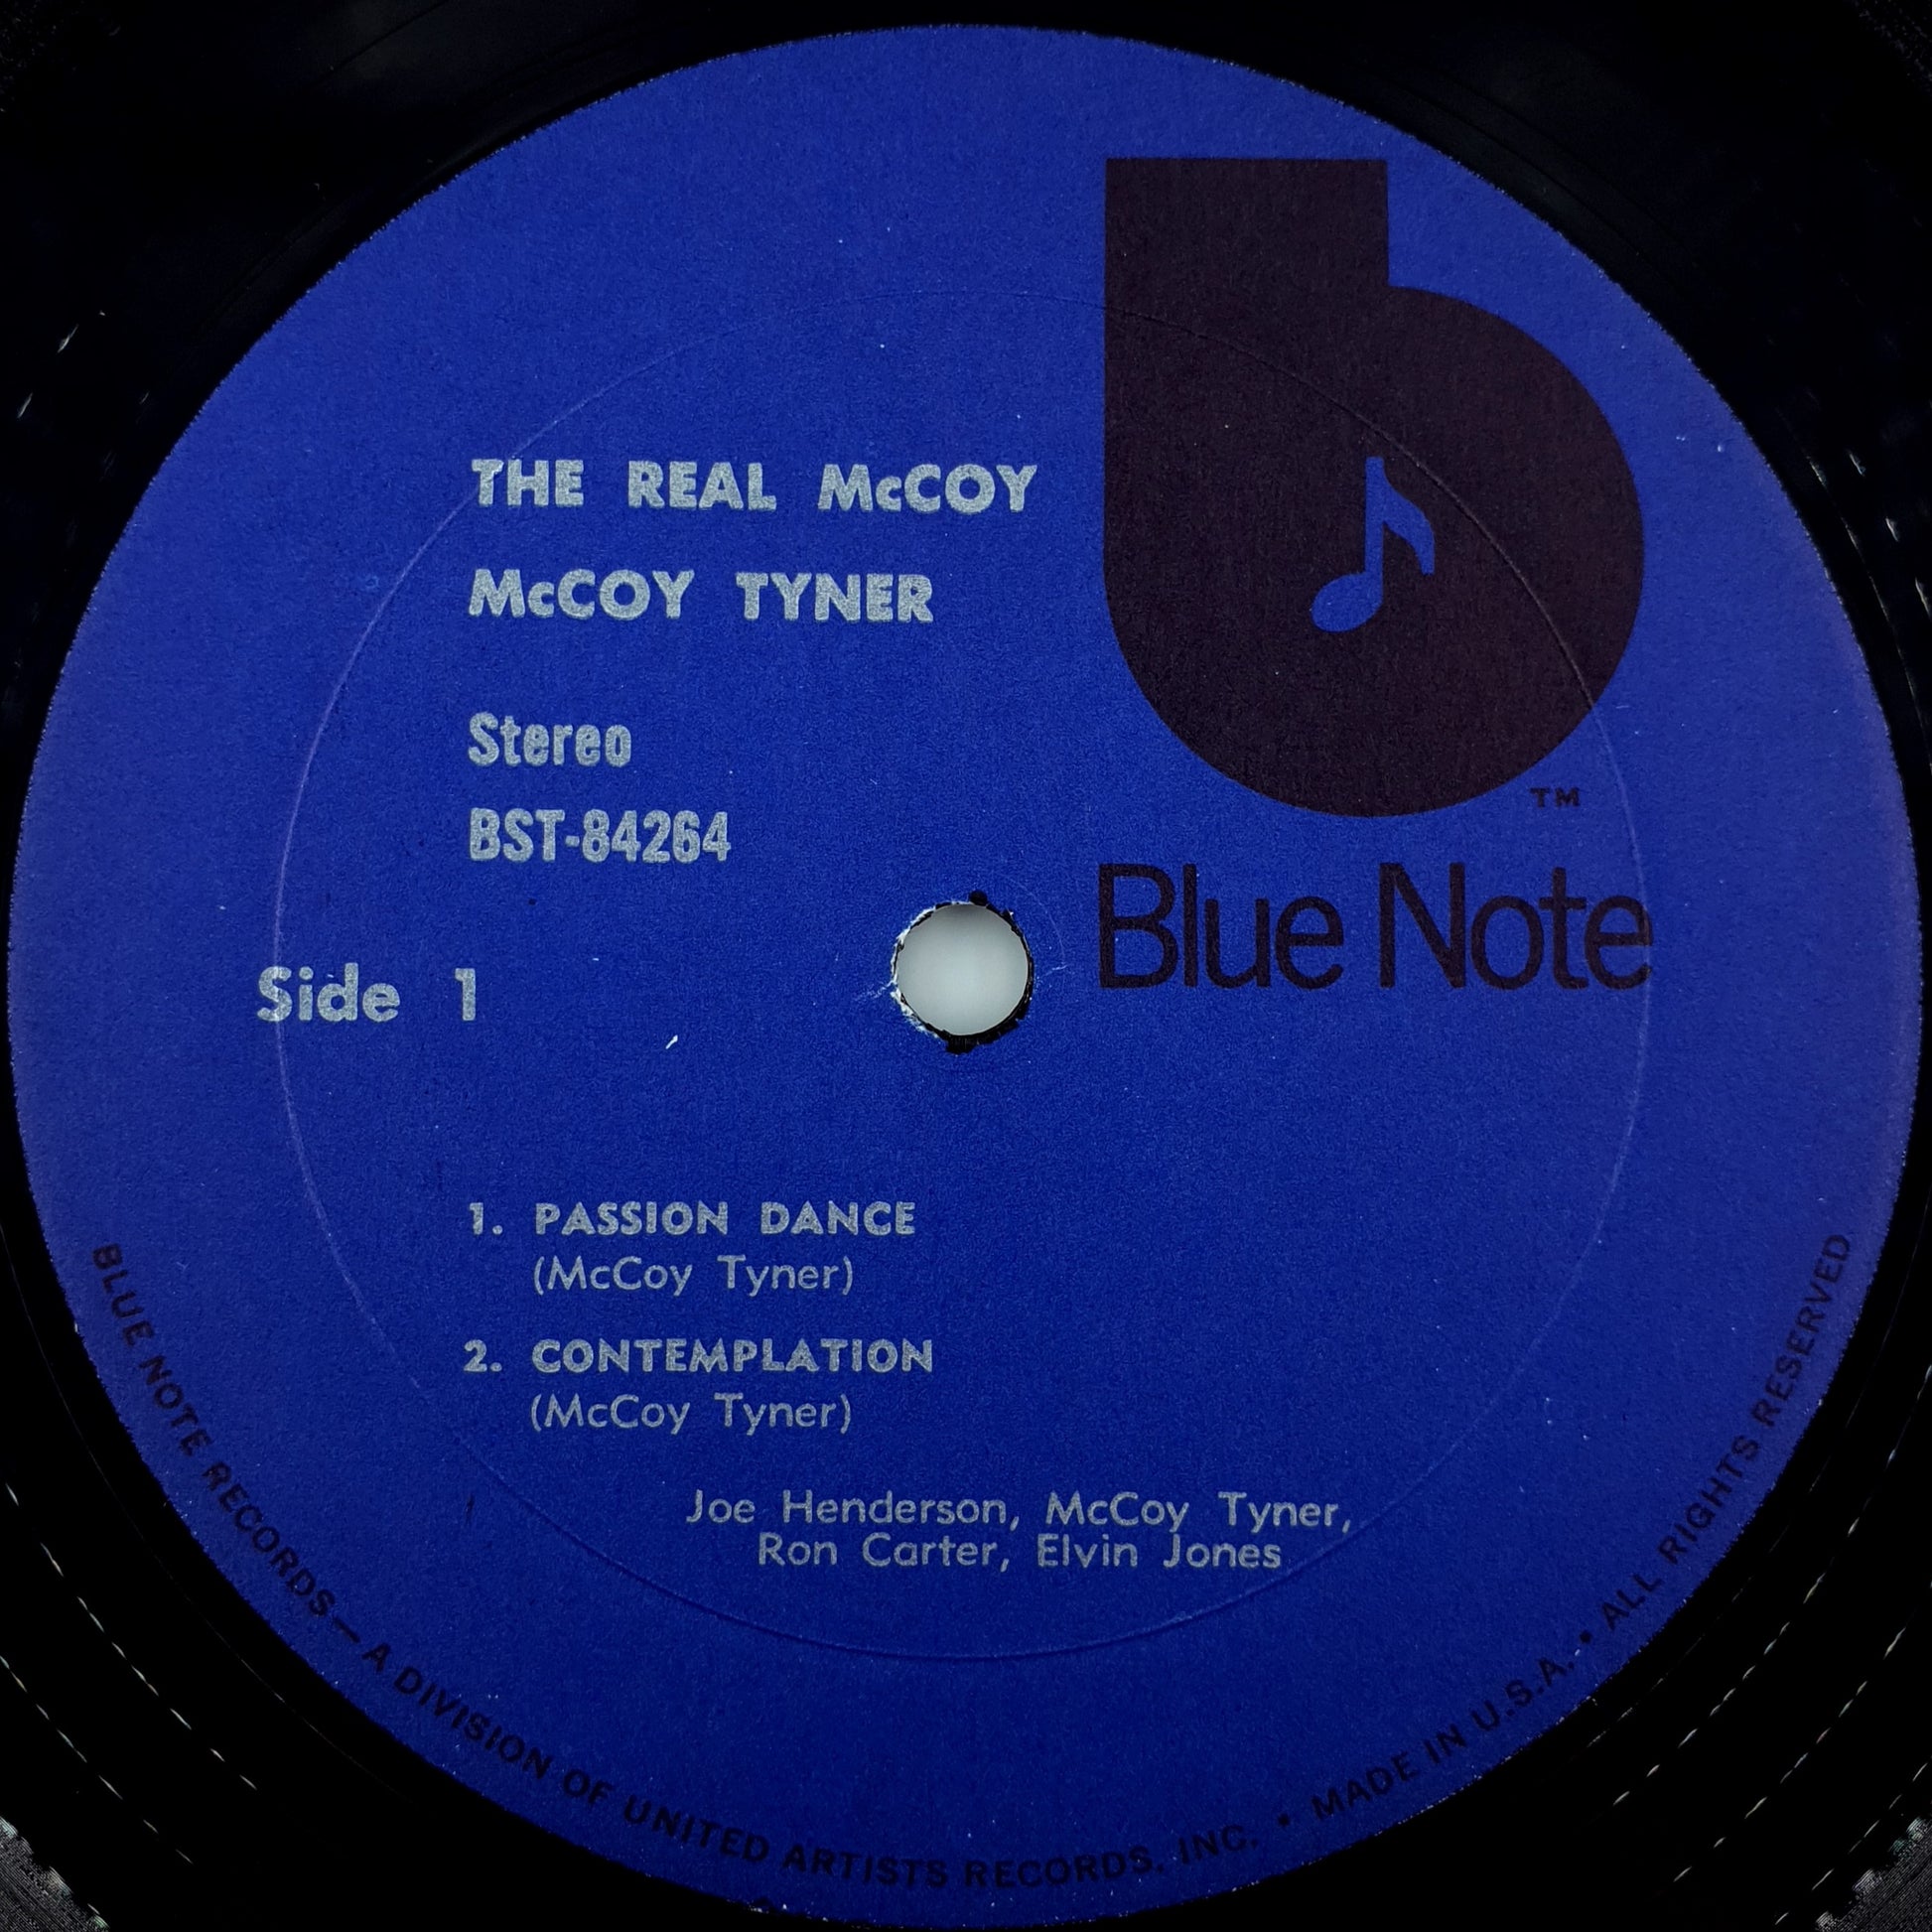 THE REAL McCOY
McCOY TYNER
Stereo
BST-84264
TM
Blue Note
Side 1
1. PASSION DANCE
(McCoy Tyner)
2. CONTEMPLATION
(McCoy Tyner)
Joe Henderson, McCoy Tyner,
Ron Carter, Elvin Jones
BLUE NOTE RECORDS—A DIVISION OF UNITED ARTISTS RECORDS, INC. • MADE IN U.S.A. • ALL RIGHTS RESERVED